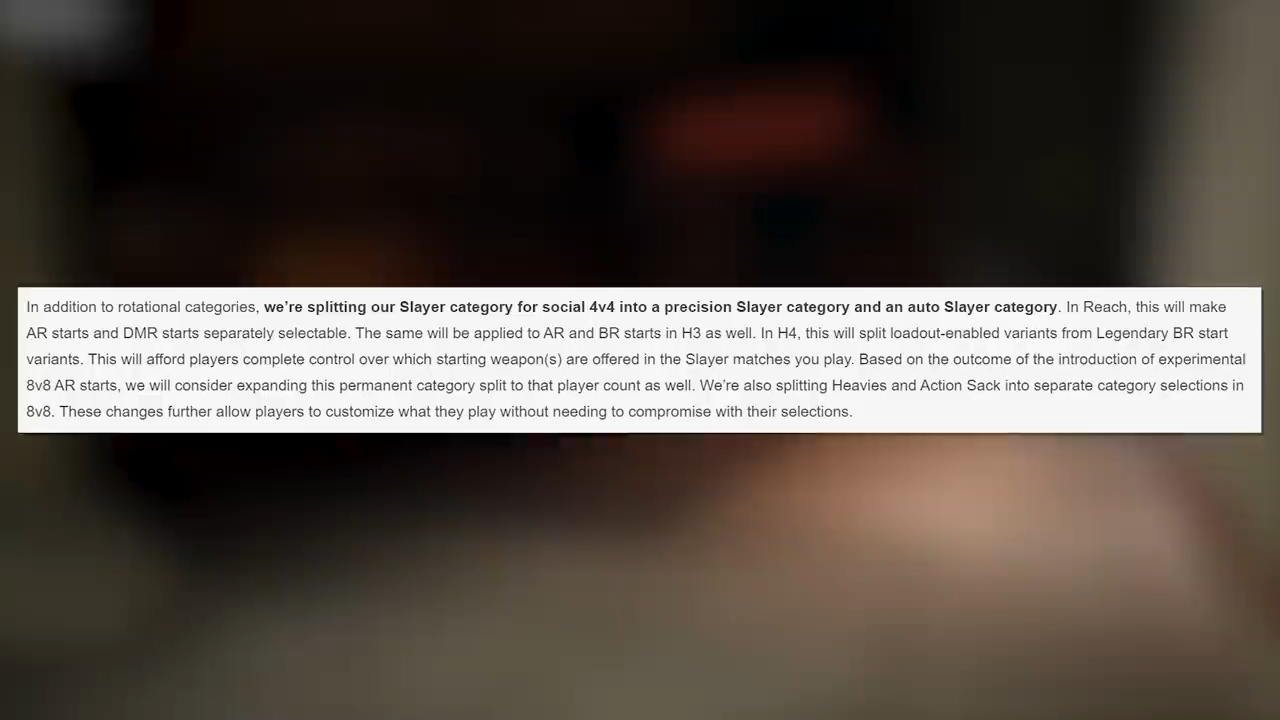 In addition to rotational categories, we’re splitting our Slayer category for social 4v4 into a precision Slayer category and an auto Slayer category. In Reach, this will make
AR starts and DMR starts separately selectable. The same will be applied to AR and BR starts in H3 as well. In H4, this will split loadout-enabled variants from Legendary BR start
variants. This will afford players complete control over which starting weapon(s) are offered in the Slayer matches you play. Based on the outcome of the introduction of experimental
8v8 AR starts, we will consider expanding this permanent category split to that player count as well. We’re also splitting Heavies and Action Sack into separate category selections in
8v8. These changes further allow players to customize what they play without needing to compromise with their selections.